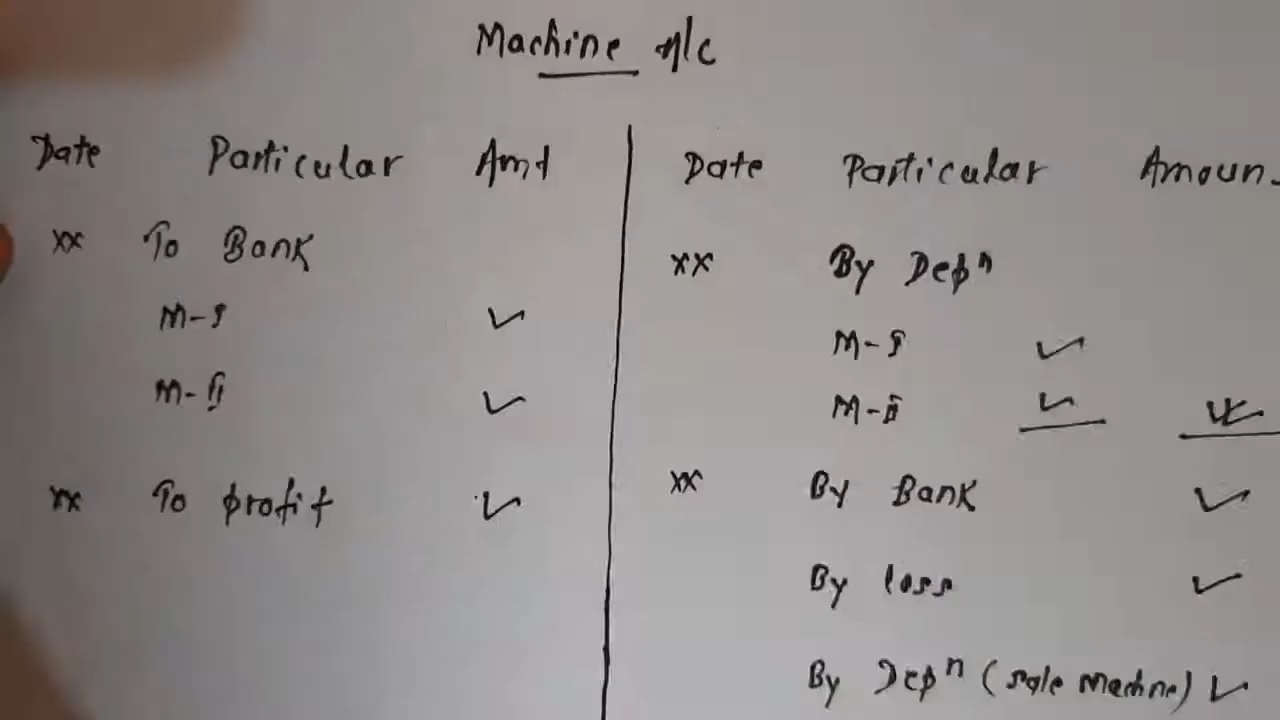 Machine A/c
Date Particular Amt
xx To Bank
M-I ✓
M-II ✓
xx To profit ✓
Date Particular Amoun
xx By Depn
M-I ✓
M-II ✓
xx By Bank ✓
By loss ✓
By Depn (sale Machne) ✓